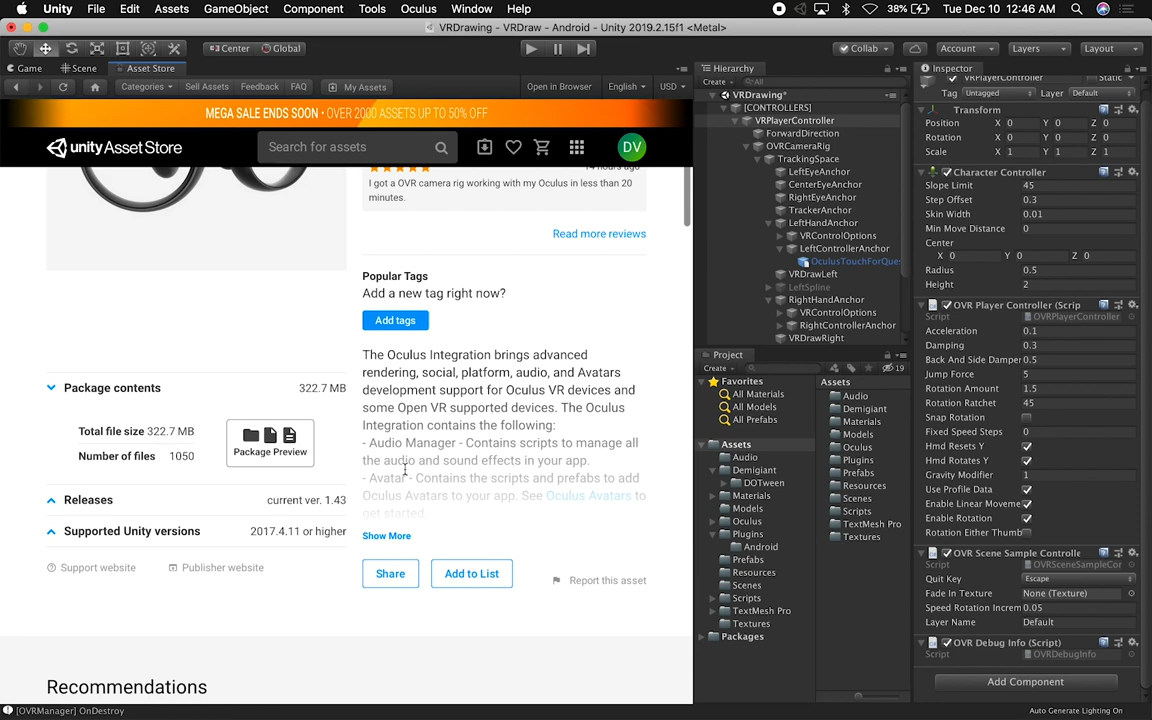 Unity File Edit Assets GameObject Component Tools Oculus Window Help 38% Tue Dec 10 12:46 AM
VRDrawing - VRDraw - Android - Unity 2019.2.15f1 <Metal>
Center Global Collab Account Layers Layout
Game Scene Asset Store
Categories Sell Assets Feedback FAQ My Assets Open in Browser English USD
MEGA SALE ENDS SOON • OVER 2000 ASSETS UP TO 50% OFF
unity Asset Store Search for assets DV
14 hours ago
I got a OVR camera rig working with my Oculus in less than 20
minutes.
Read more reviews
Popular Tags
Add a new tag right now?
Add tags
The Oculus Integration brings advanced
rendering, social, platform, audio, and Avatars
development support for Oculus VR devices and
some Open VR supported devices. The Oculus
Integration contains the following:
- Audio Manager - Contains scripts to manage all
the audio and sound effects in your app.
- Avatar - Contains the scripts and prefabs to add
Oculus Avatars to your app. See Oculus Avatars to
get started.
Show More
Share Add to List Report this asset
Package contents 322.7 MB
Total file size 322.7 MB
Number of files 1050
Package Preview
Releases current ver. 1.43
Supported Unity versions 2017.4.11 or higher
Support website Publisher website
Recommendations
Hierarchy
Create All
VRDrawing*
[CONTROLLERS]
VRPlayerController
ForwardDirection
OVRCameraRig
TrackingSpace
LeftEyeAnchor
CenterEyeAnchor
RightEyeAnchor
TrackerAnchor
LeftHandAnchor
VRControlOptions
LeftControllerAnchor
OculusTouchForQues
VRDrawLeft
LeftSpline
RightHandAnchor
VRControlOptions
RightControllerAnchor
VRDrawRight
Project
Create 19
Favorites
All Materials
All Models
All Prefabs
Assets
Audio
Demigiant
DOTween
Materials
Models
Oculus
Plugins
Android
Prefabs
Resources
Scenes
Scripts
TextMesh Pro
Textures
Packages
Assets
Audio
Demigiant
Materials
Models
Oculus
Plugins
Prefabs
Resources
Scenes
Scripts
TextMesh Pro
Textures
Inspector
VRPlayerController Static
Tag Untagged Layer Default
Transform
Position X 0 Y 0 Z 0
Rotation X 0 Y 0 Z 0
Scale X 1 Y 1 Z 1
Character Controller
Slope Limit 45
Step Offset 0.3
Skin Width 0.01
Min Move Distance 0
Center
X 0 Y 0 Z 0
Radius 0.5
Height 2
OVR Player Controller (Scrip
Script OVRPlayerController
Acceleration 0.1
Damping 0.3
Back And Side Damper 0.5
Jump Force 5
Rotation Amount 1.5
Rotation Ratchet 45
Snap Rotation
Fixed Speed Steps 0
Hmd Resets Y
Hmd Rotates Y
Gravity Modifier 1
Use Profile Data
Enable Linear Moveme
Enable Rotation
Rotation Either Thumb
OVR Scene Sample Controlle
Script OVRSceneSampleCor
Quit Key Escape
Fade In Texture None (Texture)
Speed Rotation Increm 0.05
Layer Name Default
OVR Debug Info (Script)
Script OVRDebugInfo
Add Component
[OVRManager] OnDestroy Auto Generate Lighting On